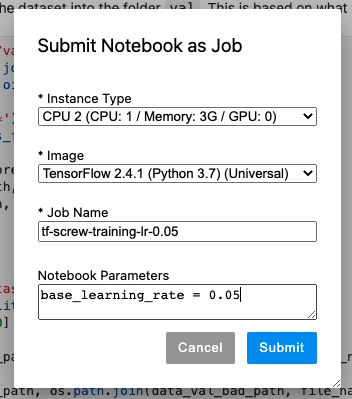 the dataset into the folder val. This is based on what
Submit Notebook as Job
* Instance Type
CPU 2 (CPU: 1 / Memory: 3G / GPU: 0)
* Image
TensorFlow 2.4.1 (Python 3.7) (Universal)
* Job Name
tf-screw-training-lr-0.05
Notebook Parameters
base_learning_rate = 0.05
Cancel
Submit
_path, os.path.join(data_val_bad_path, file_na